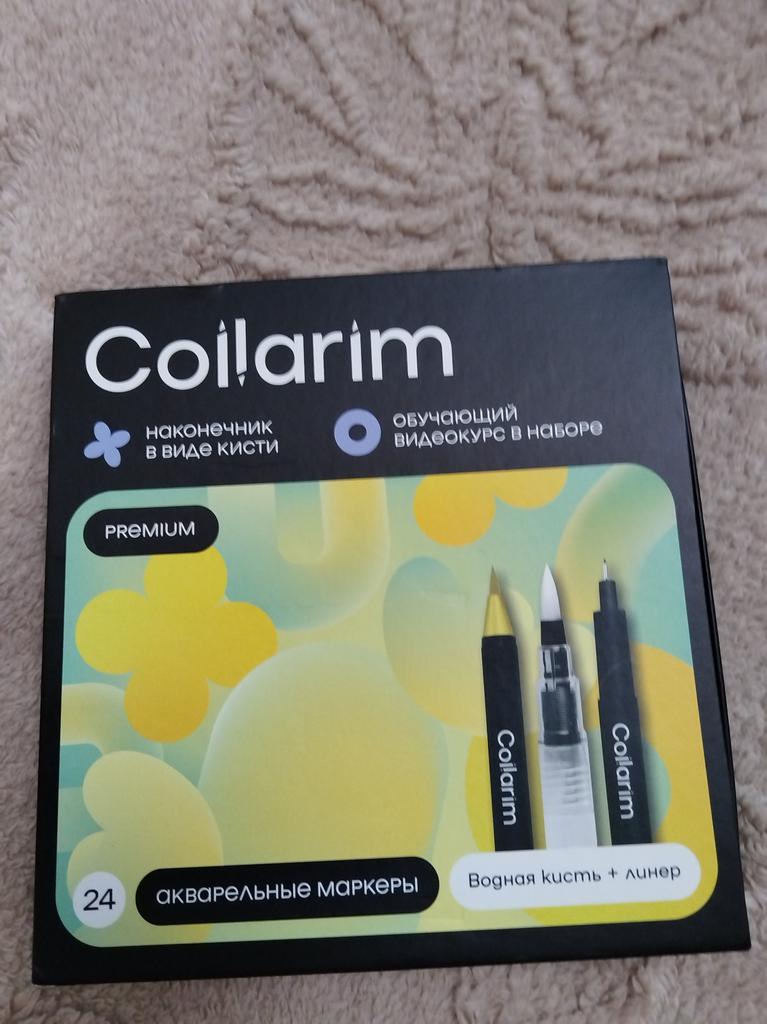 Collarim
наконечник
в виде кисти
обучающий
видеокурс в наборе
PREMIUM
Collarim
Collarim
24
акварельные маркеры
Водная кисть + линер